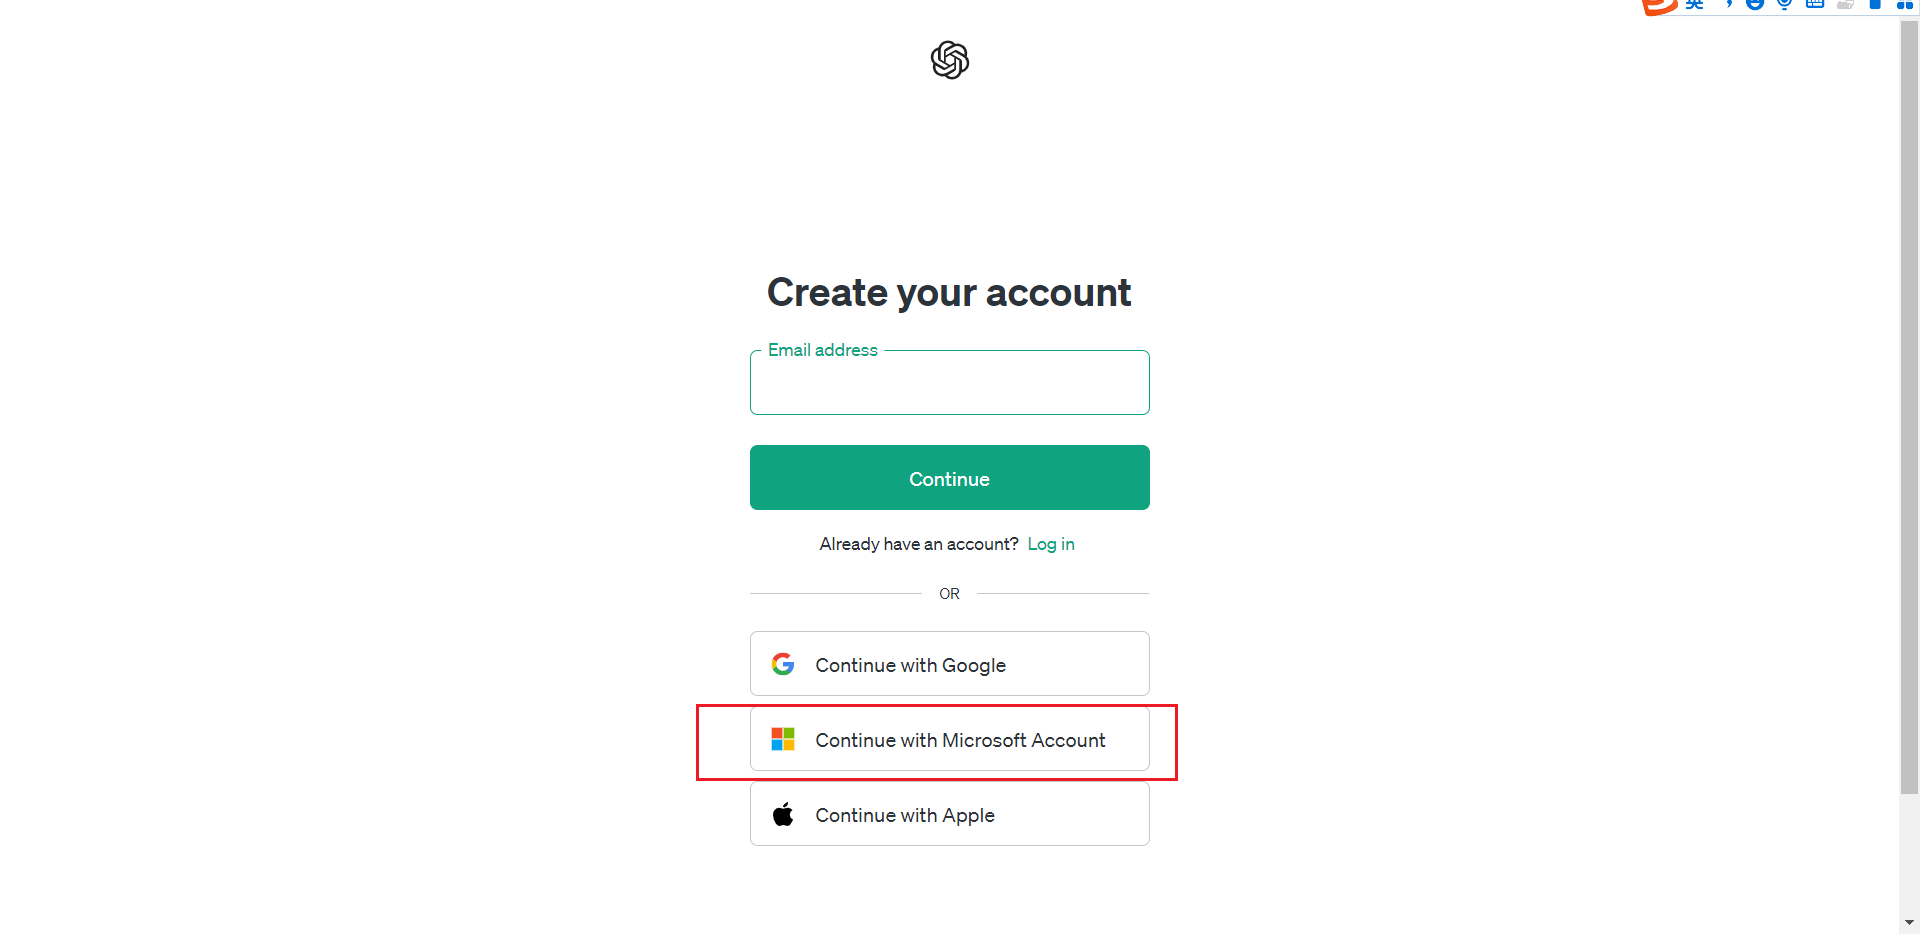 英
Create your account
Email address
Continue
Already have an account? Log in
OR
Continue with Google
Continue with Microsoft Account
Continue with Apple